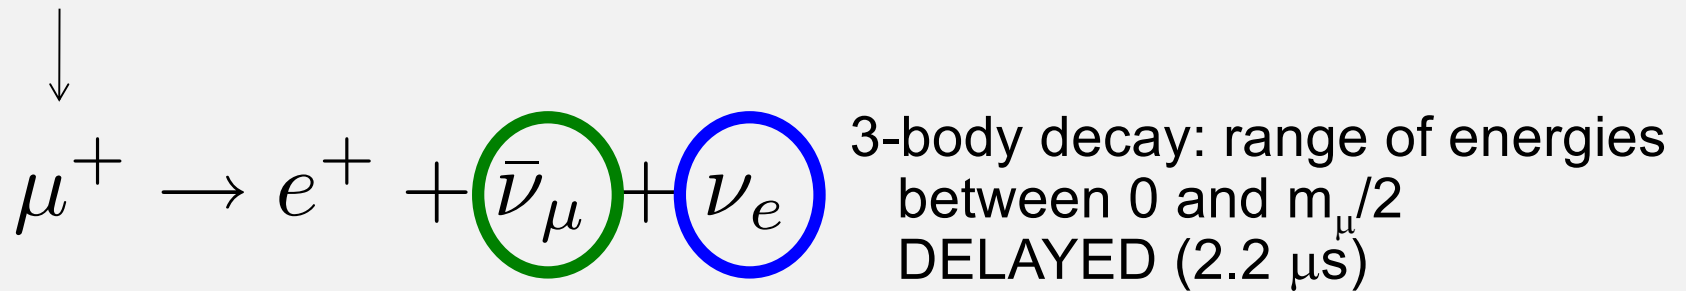 μ⁺ → e⁺ + ν̄_μ + ν_e
3-body decay: range of energies
between 0 and m_μ/2
DELAYED (2.2 μs)